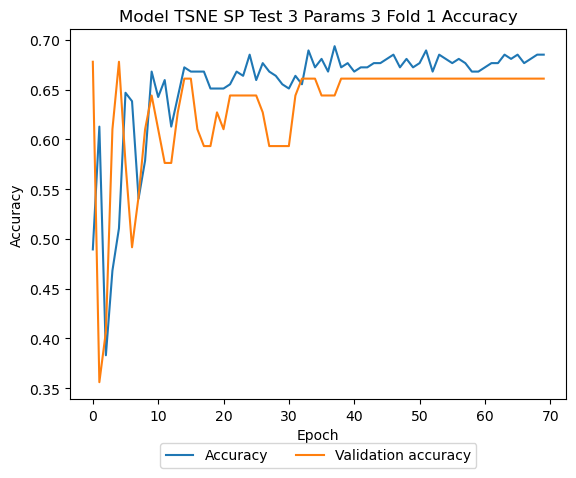 Model TSNE SP Test 3 Params 3 Fold 1 Accuracy
0.70
0.65
0.60
0.55
0.50
0.45
0.40
0.35
Accuracy
0 10 20 30 40 50 60 70
Epoch
Accuracy Validation accuracy